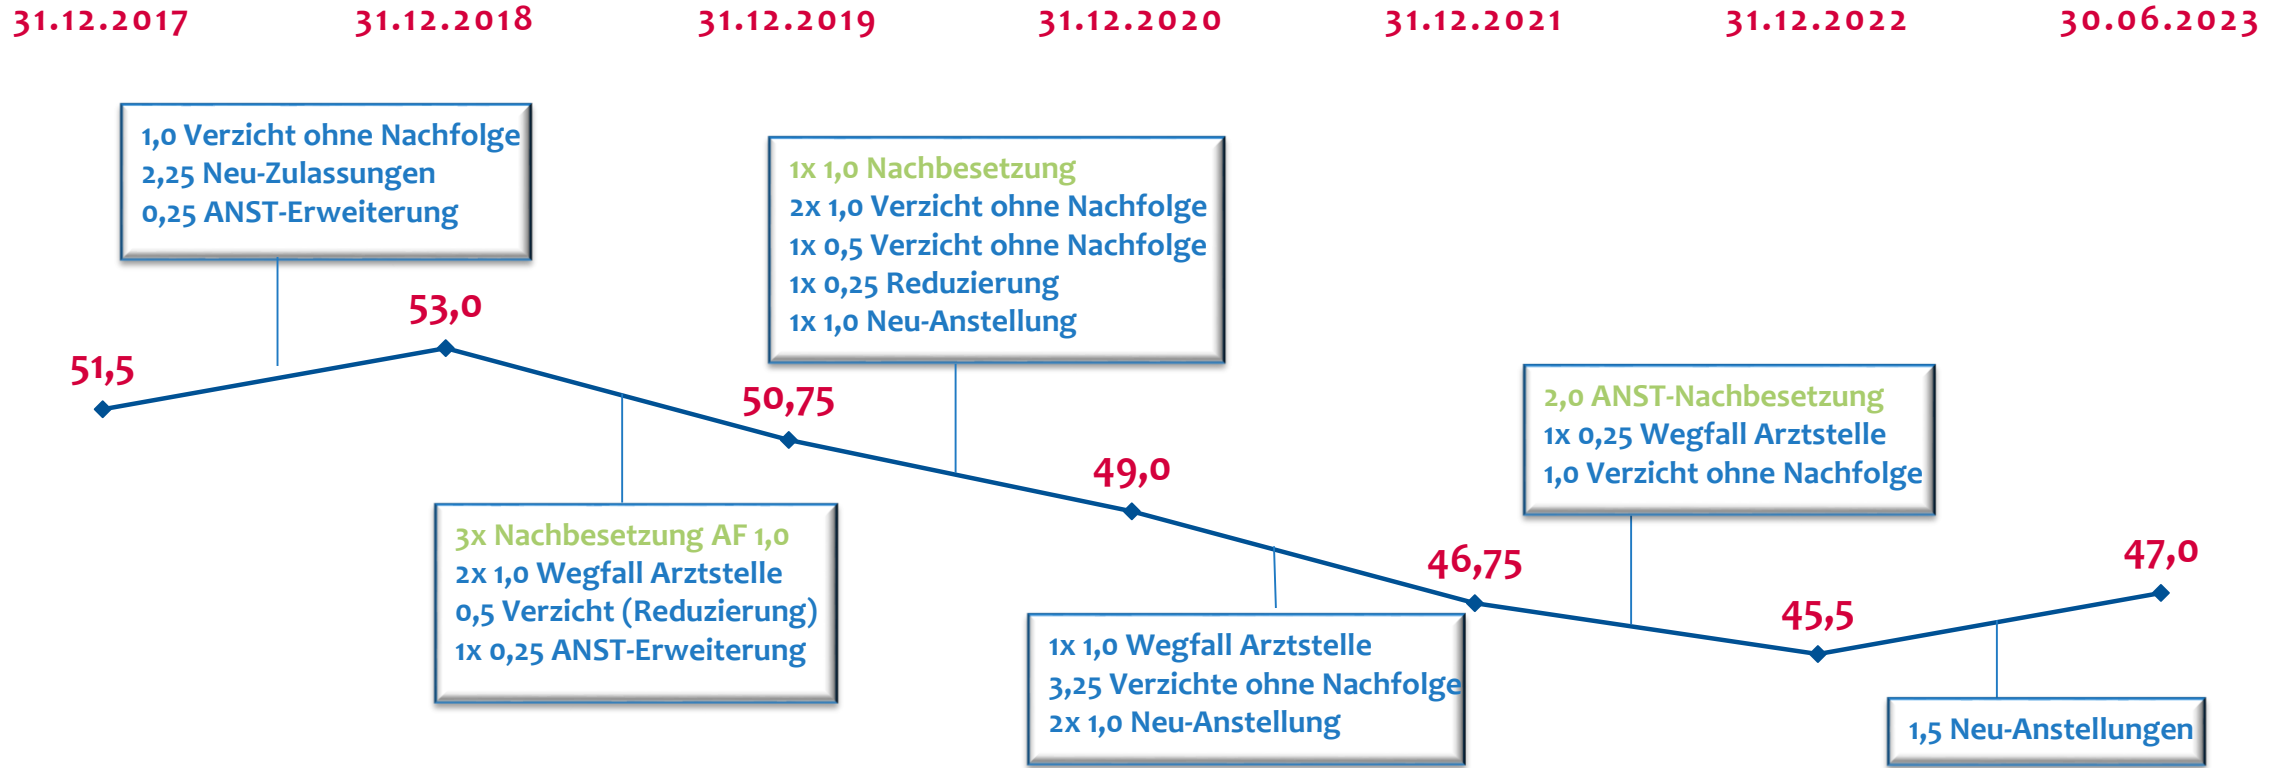 31.12.2017 31.12.2018 31.12.2019 31.12.2020 31.12.2021 31.12.2022 30.06.2023
1,0 Verzicht ohne Nachfolge
2,25 Neu-Zulassungen
0,25 ANST-Erweiterung
1x 1,0 Nachbesetzung
2x 1,0 Verzicht ohne Nachfolge
1x 0,5 Verzicht ohne Nachfolge
1x 0,25 Reduzierung
1x 1,0 Neu-Anstellung
51,5
53,0
50,75
49,0
46,75
45,5
47,0
2,0 ANST-Nachbesetzung
1x 0,25 Wegfall Arztstelle
1,0 Verzicht ohne Nachfolge
3x Nachbesetzung AF 1,0
2x 1,0 Wegfall Arztstelle
0,5 Verzicht (Reduzierung)
1x 0,25 ANST-Erweiterung
1x 1,0 Wegfall Arztstelle
3,25 Verzichte ohne Nachfolge
2x 1,0 Neu-Anstellung
1,5 Neu-Anstellungen